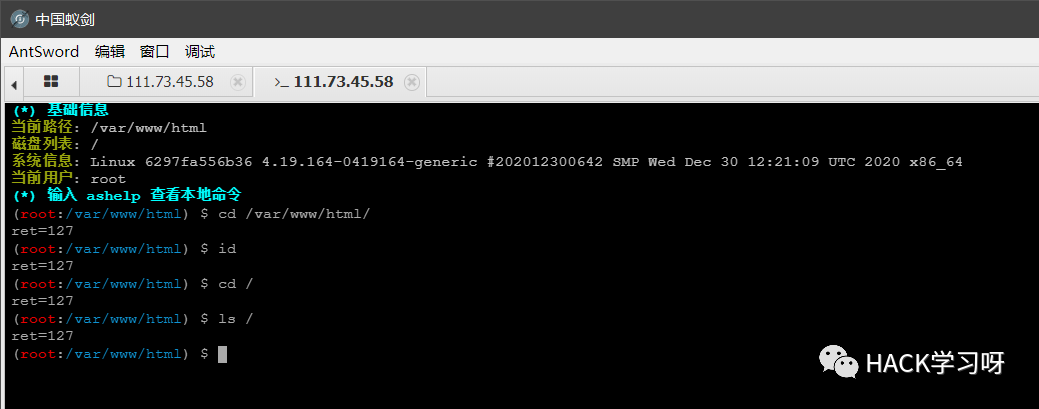 中国蚁剑
AntSword 编辑 窗口 调试
111.73.45.58 >_ 111.73.45.58
(*) 基础信息
当前路径: /var/www/html
磁盘列表: /
系统信息: Linux 6297fa556b36 4.19.164-0419164-generic #202012300642 SMP Wed Dec 30 12:21:09 UTC 2020 x86_64
当前用户: root
(*) 输入 ashelp 查看本地命令
(root:/var/www/html) $ cd /var/www/html/
ret=127
(root:/var/www/html) $ id
ret=127
(root:/var/www/html) $ cd /
ret=127
(root:/var/www/html) $ ls /
ret=127
(root:/var/www/html) $
HACK学习呀